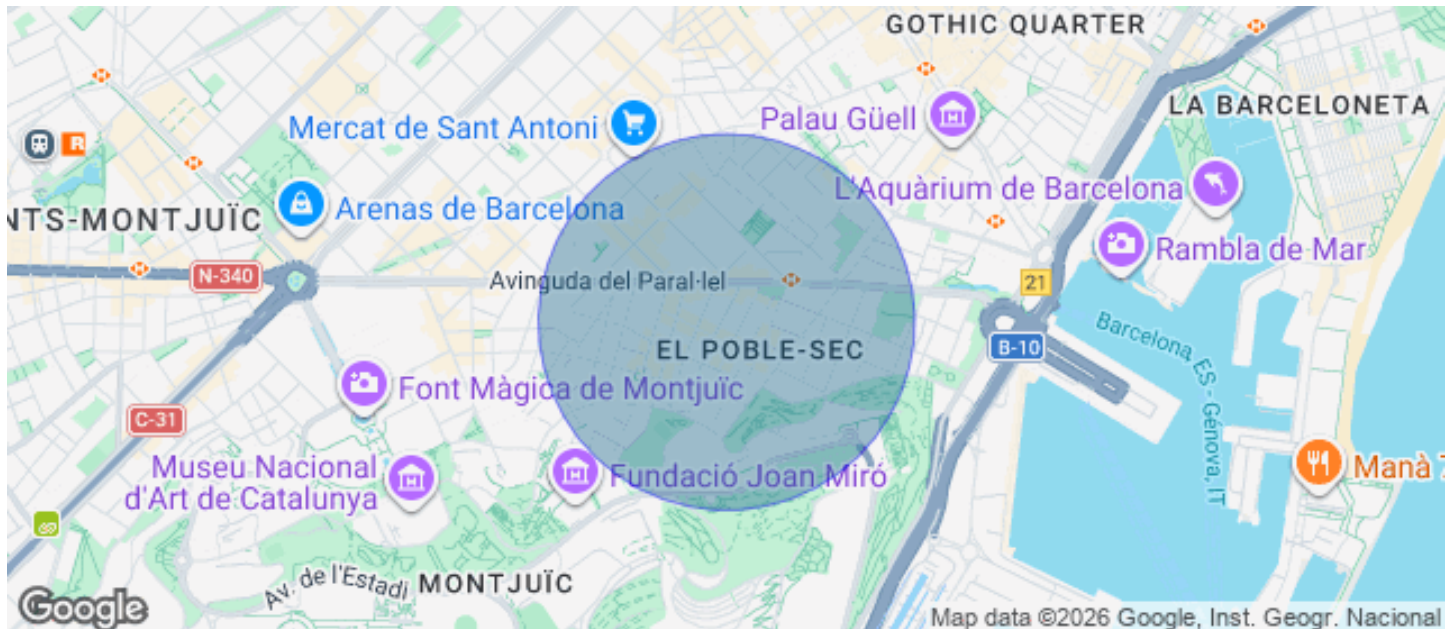 GOTHIC QUARTER
LA BARCELONETA
Mercat de Sant Antoni
Palau Güell
L'Aquàrium de Barcelona
Arenas de Barcelona
NTS-MONTJUÏC
Rambla de Mar
N-340
Avinguda del Paral·lel
21
B-10
EL POBLE-SEC
Barcelona, ES - Génova, IT
Font Màgica de Montjuïc
C-31
Museu Nacional
d'Art de Catalunya
Fundació Joan Miró
Manà
Av. de l'Estadi
MONTJUÏC
R
Google
Map data ©2026 Google, Inst. Geogr. Nacional